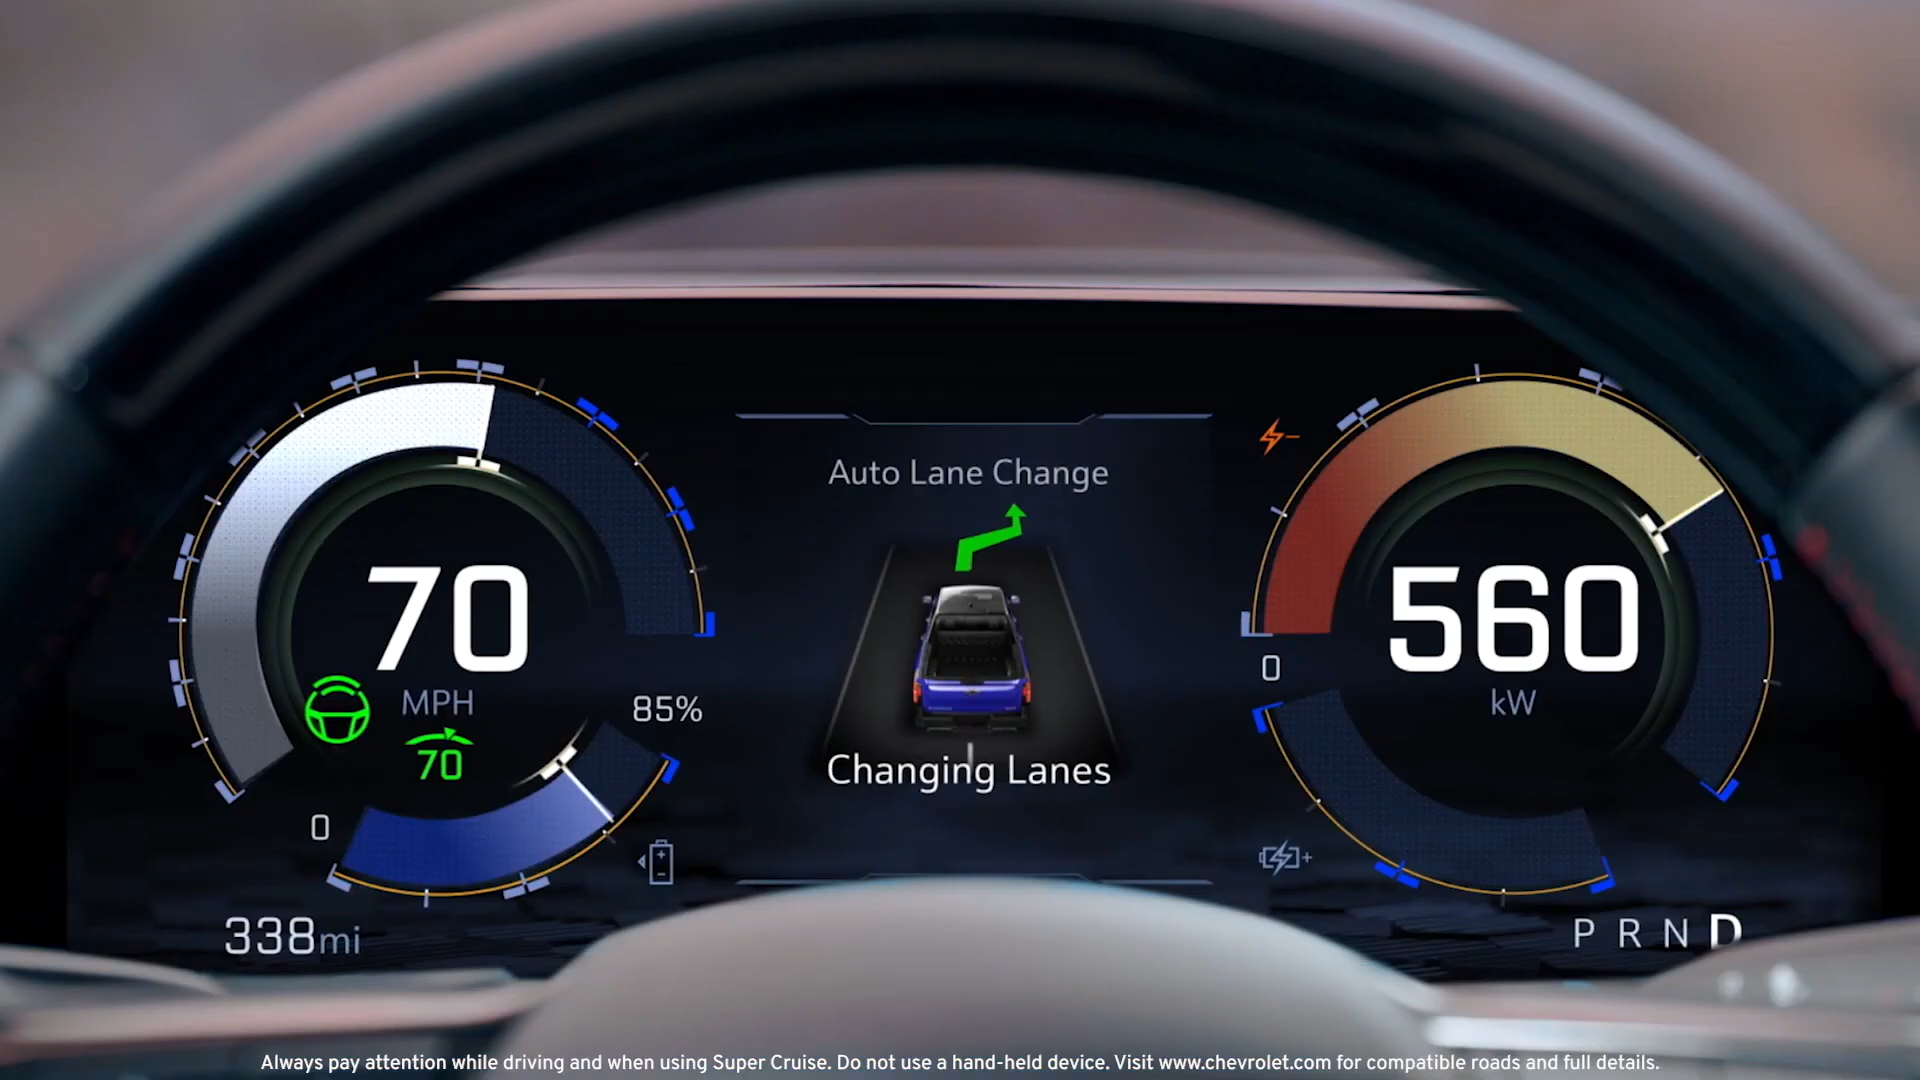 Auto Lane Change
70
MPH
70
85%
0
338mi
Changing Lanes
560
kW
0
P R N D
Always pay attention while driving and when using Super Cruise. Do not use a hand-held device. Visit www.chevrolet.com for compatible roads and full details.